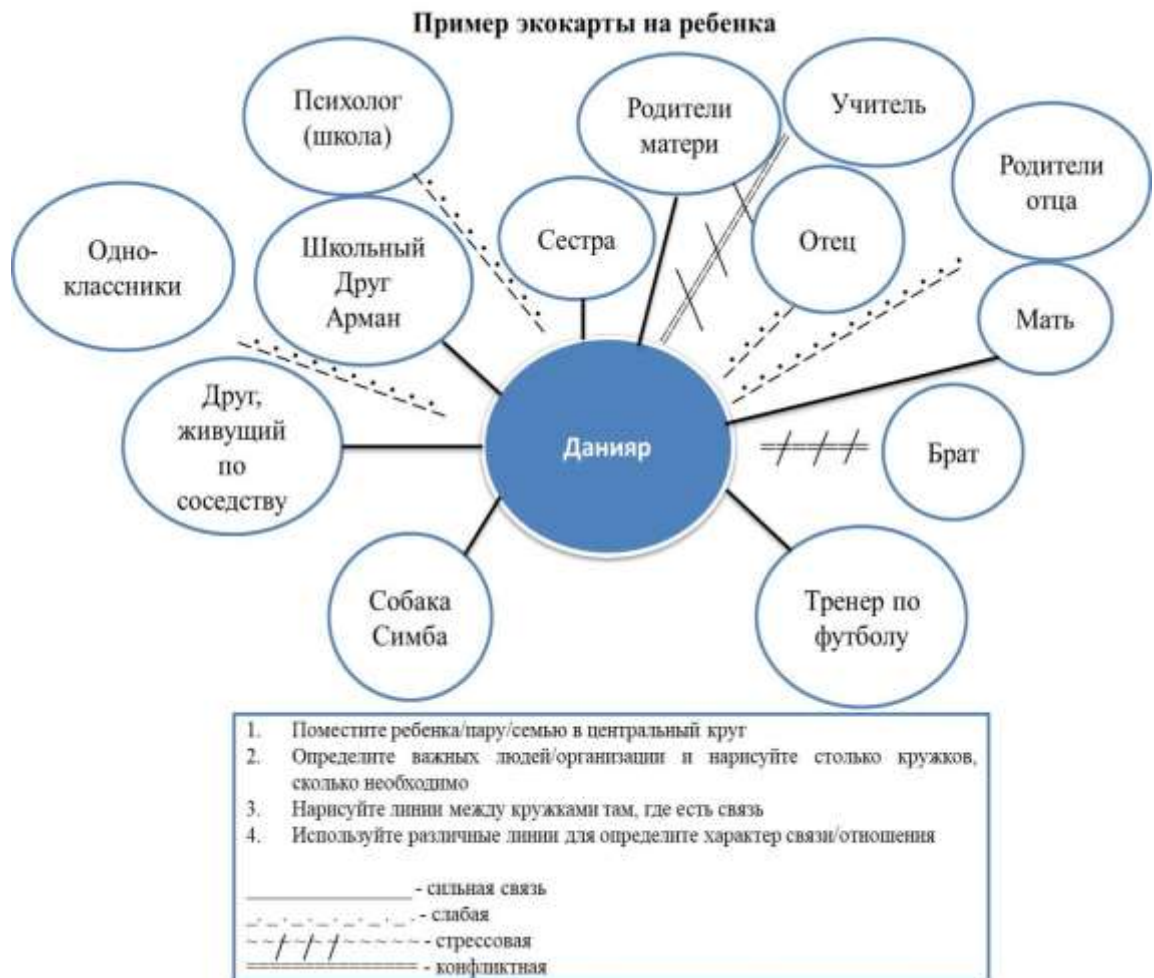 Пример экокарты на ребенка
Психолог
(школа)
Родители
матери
Учитель
Родители
отца
Одно-
классники
Школьный
Друг
Арман
Сестра
Отец
Мать
Друг,
живущий
по
соседству
Данияр
Брат
Собака
Симба
Тренер по
футболу
1. Поместите ребенка/пару/семью в центральный круг
2. Определите важных людей/организации и нарисуйте столько кружков,
сколько необходимо
3. Нарисуйте линии между кружками там, где есть связь
4. Используйте различные линии для определите характер связи/отношения
- сильная связь
- слабая
- стрессовая
- конфликтная